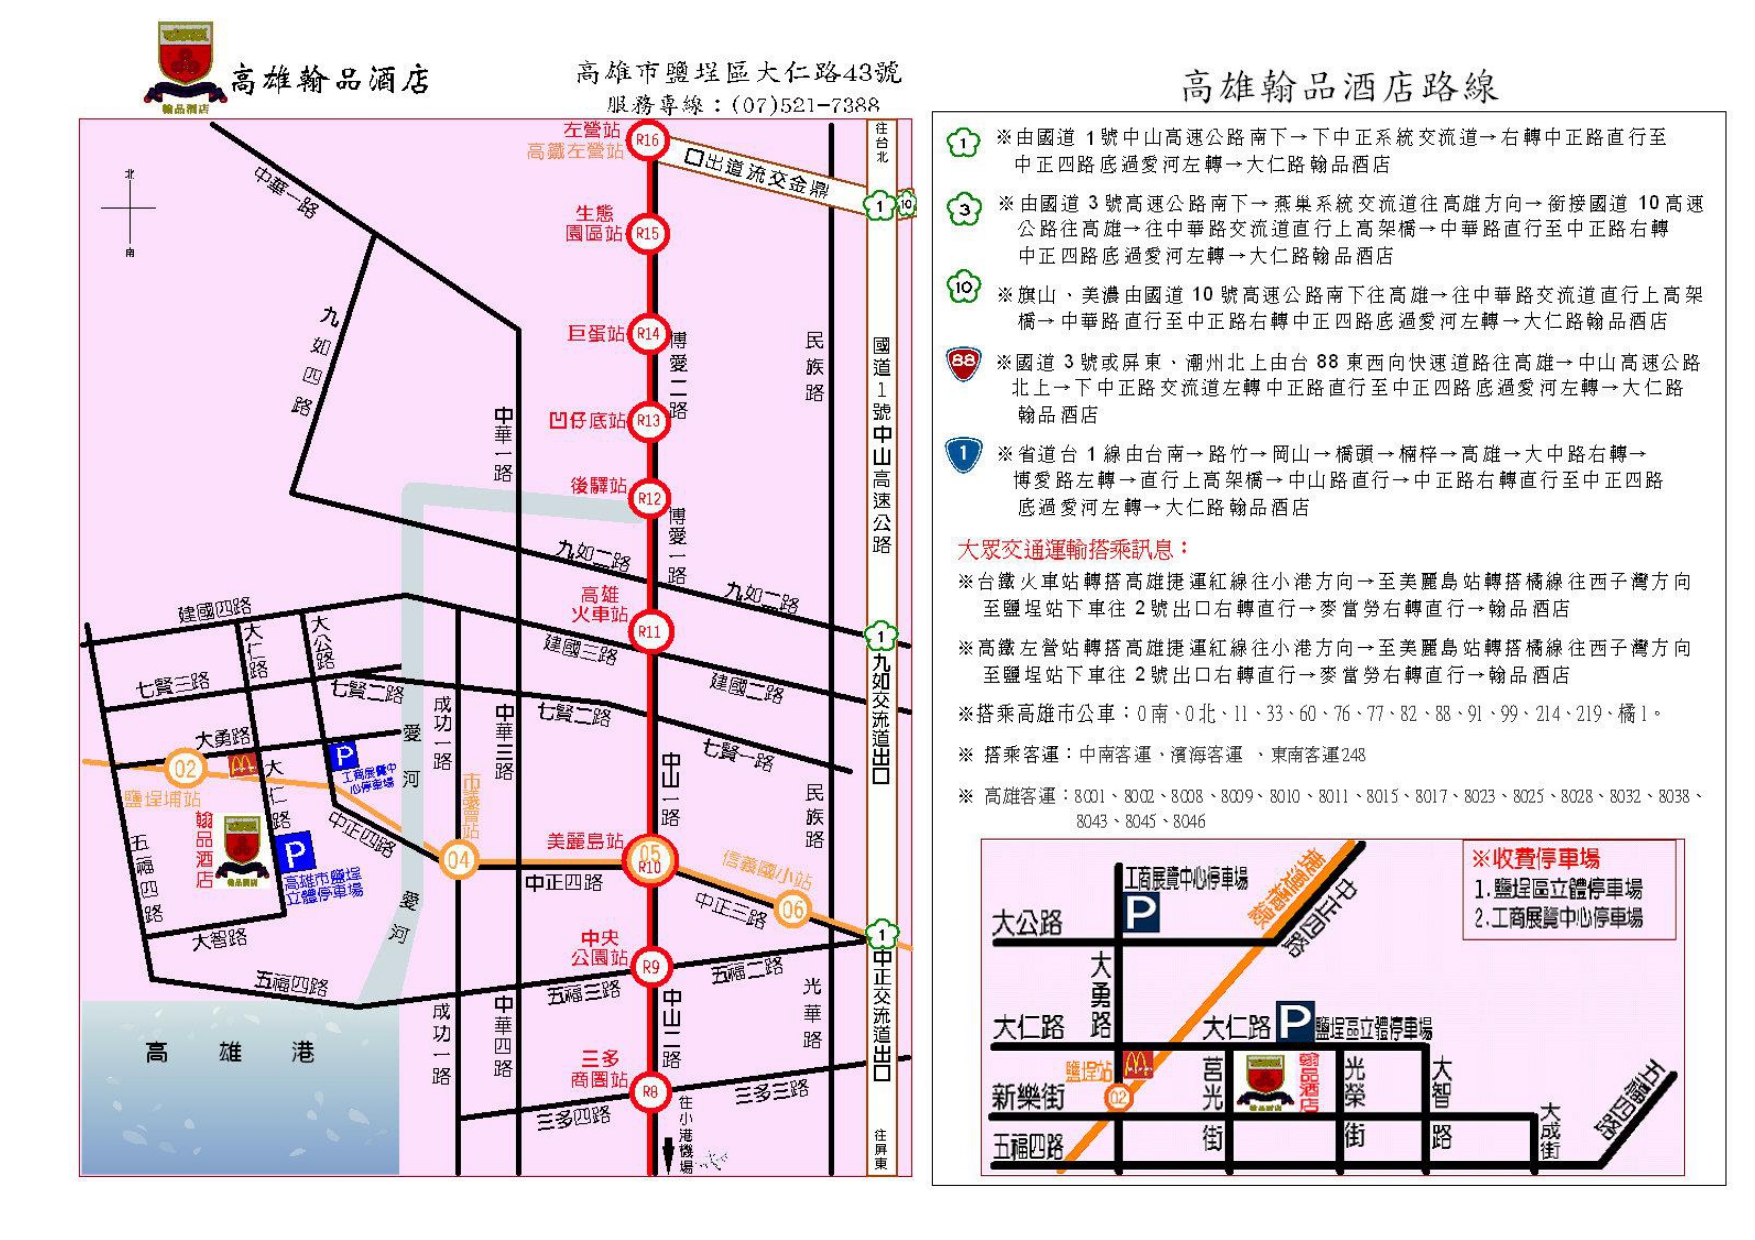 翰品酒店
高雄翰品酒店
高雄市鹽埕區大仁路43號
服務專線：(07)521-7388
高雄翰品酒店路線
左營站
高鐵左營站
R16
口出道流交金鼎
往台北
1
10
北
南
中華一路
生態
園區站
R15
九如四路
巨蛋站
R14
博愛二路
民族路
國道1號中山高速公路
凹仔底站
R13
中華一路
後驛站
R12
博愛一路
九如二路
九如二路
高雄
火車站
R11
建國四路
大仁路
大公路
建國三路
建國二路
1
九如交流道出口
七賢三路
七賢二路
成功一路
中華三路
七賢二路
七賢一路
大勇路
愛河
中山一路
02
大仁路
P
工商展覽中
心停車場
市議會站
鹽埕埔站
民族路
翰品酒店
翰品酒店
中正四路
五福四路
P
高雄市鹽埕
立體停車場
美麗島站
05
R10
04
信義國小站
中正四路
中正三路
06
愛河
大智路
中央
公園站
R9
1
中正交流道出口
五福四路
五福三路
五福二路
光華路
中山二路
成功一路
中華四路
高雄港
三多
商圈站
R8
三多四路
三多三路
往小港機場
往屏東
1
※由國道 1號中山高速公路南下→下中正系統交流道→右轉中正路直行至
中正四路底過愛河左轉→大仁路翰品酒店
3
※由國道 3號高速公路南下→燕巢系統交流道往高雄方向→銜接國道 10高速
公路往高雄→往中華路交流道直行上高架橋→中華路直行至中正路右轉
中正四路底過愛河左轉→大仁路翰品酒店
10
※旗山、美濃由國道 10號高速公路南下往高雄→往中華路交流道直行上高架
橋→中華路直行至中正路右轉中正四路底過愛河左轉→大仁路翰品酒店
88
※國道 3號或屏東、潮州北上由台 88東西向快速道路往高雄→中山高速公路
北上→下中正路交流道左轉中正路直行至中正四路底過愛河左轉→大仁路
翰品酒店
1
※省道台 1線由台南→路竹→岡山→橋頭→楠梓→高雄→大中路右轉→
博愛路左轉→直行上高架橋→中山路直行→中正路右轉直行至中正四路
底過愛河左轉→大仁路翰品酒店
大眾交通運輸搭乘訊息：
※台鐵火車站轉搭高雄捷運紅線往小港方向→至美麗島站轉搭橘線往西子灣方向
至鹽埕站下車往 2號出口右轉直行→麥當勞右轉直行→翰品酒店
※高鐵左營站轉搭高雄捷運紅線往小港方向→至美麗島站轉搭橘線往西子灣方向
至鹽埕站下車往 2號出口右轉直行→麥當勞右轉直行→翰品酒店
※搭乘高雄市公車：0南、0北、11、33、60、76、77、82、88、91、99、214、219、橘1。
※ 搭乘客運：中南客運、濱海客運 、東南客運248
※ 高雄客運：8001、8002、8008、8009、8010、8011、8015、8017、8023、8025、8028、8032、8038、
8043、8045、8046
工商展覽中心停車場
P
捷運橘線
中正四路
※收費停車場
1.鹽埕區立體停車場
2.工商展覽中心停車場
大公路
大勇路
大仁路
大仁路
P
鹽埕區立體停車場
鹽埕站
02
莒光街
翰品酒店
翰品酒店
光榮街
大智路
新樂街
大成街
五福四路
五福四路